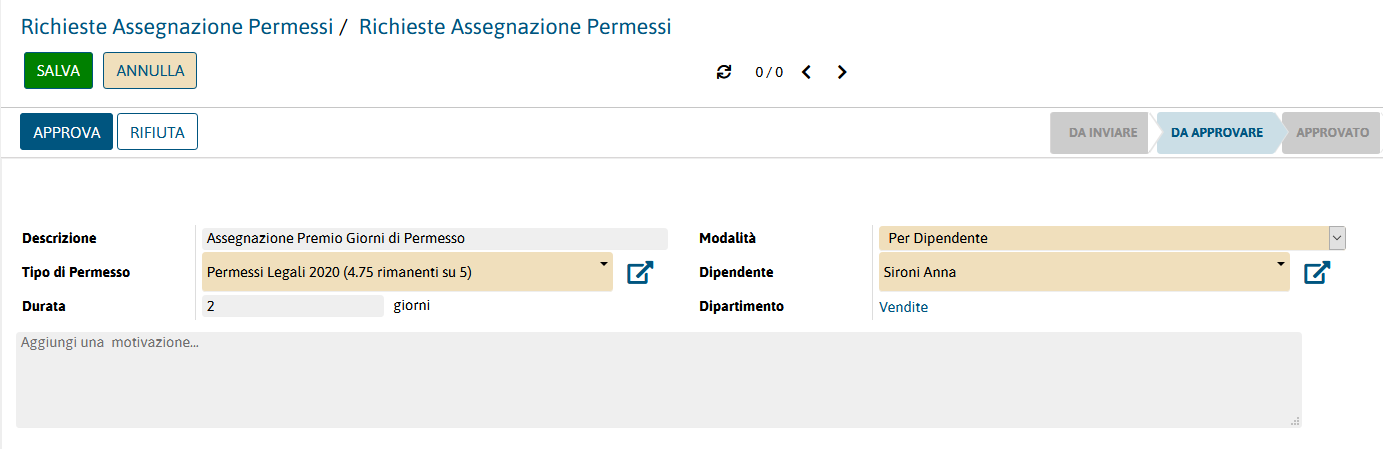 Richieste Assegnazione Permessi / Richieste Assegnazione Permessi
SALVA ANNULLA 0 / 0
APPROVA RIFIUTA DA INVIARE DA APPROVARE APPROVATO
Descrizione Assegnazione Premio Giorni di Permesso Modalità Per Dipendente
Tipo di Permesso Permessi Legali 2020 (4.75 rimanenti su 5) Dipendente Sironi Anna
Durata 2 giorni Dipartimento Vendite
Aggiungi una motivazione...